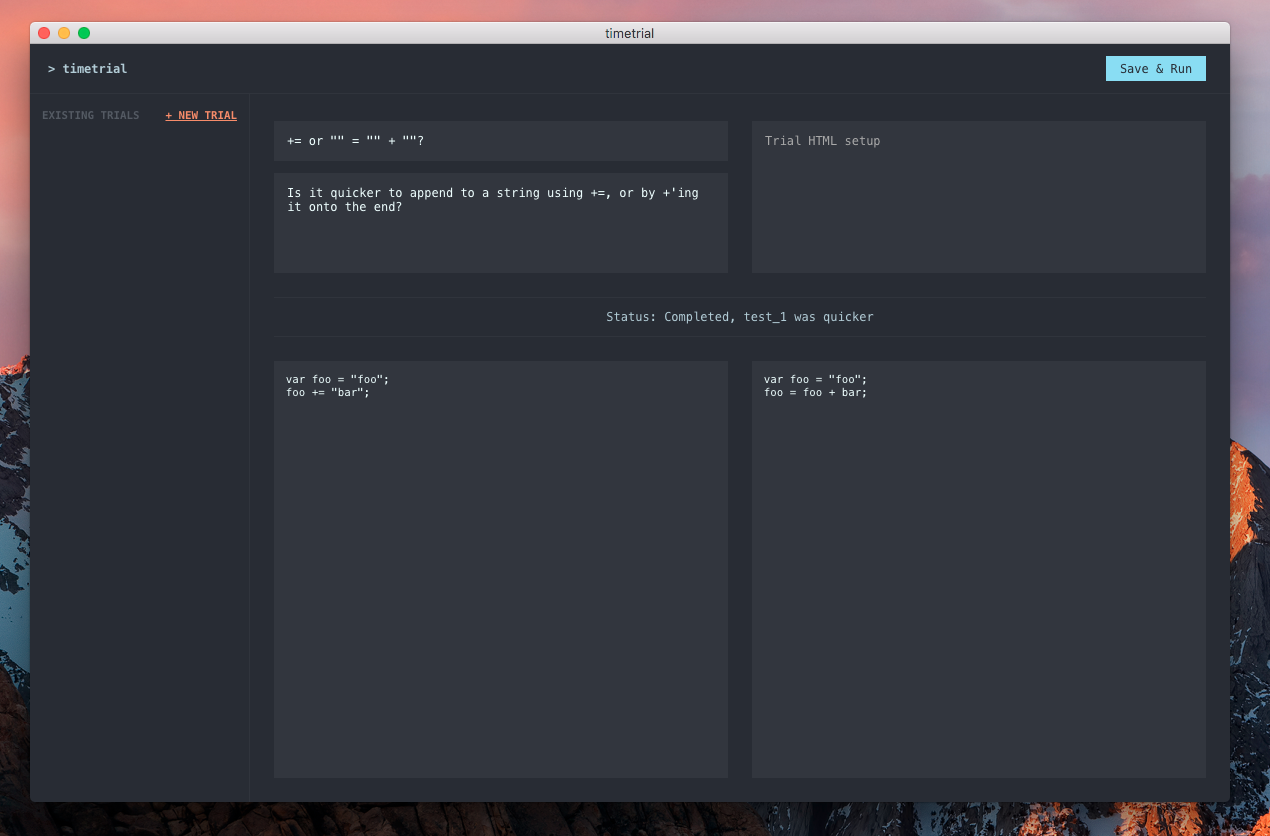 timetrial
> timetrial
Save & Run
EXISTING TRIALS
+ NEW TRIAL
+= or "" = "" + ""?
Is it quicker to append to a string using +=, or by +'ing
it onto the end?
Trial HTML setup
Status: Completed, test_1 was quicker
var foo = "foo";
foo += "bar";
var foo = "foo";
foo = foo + bar;